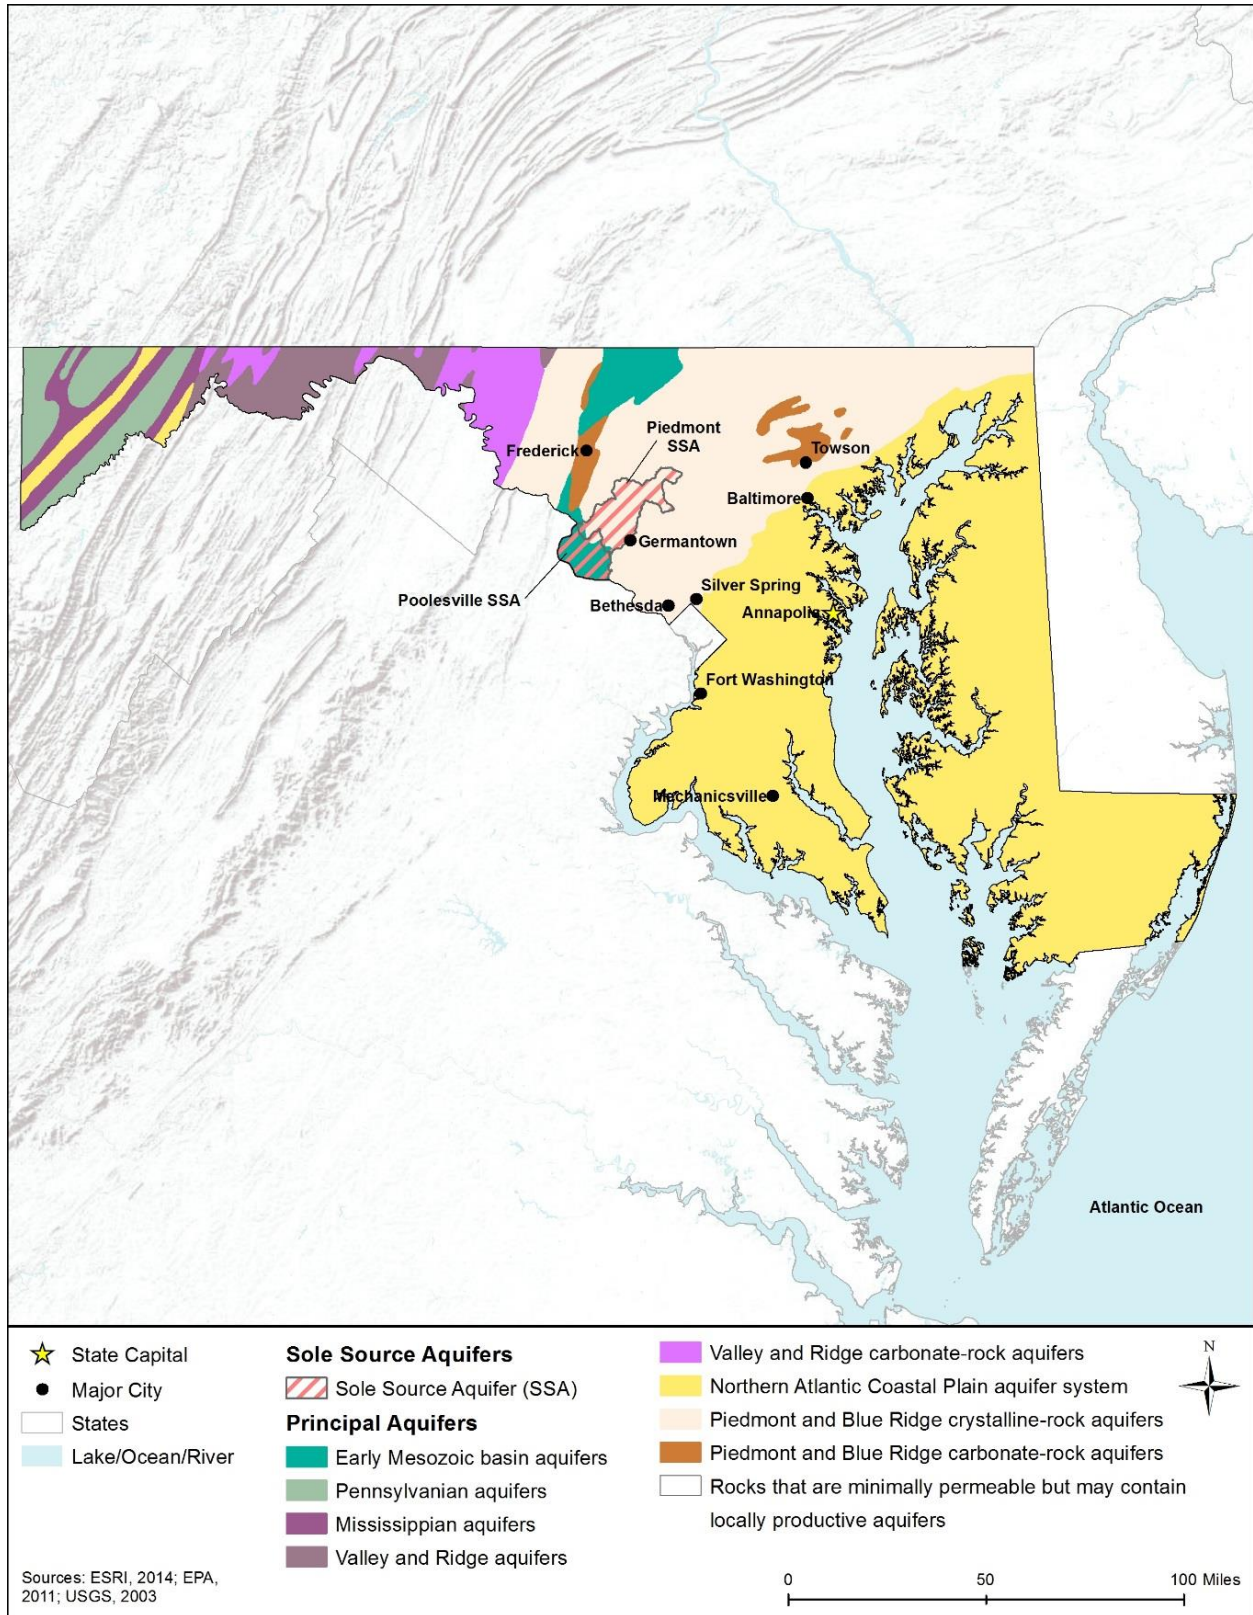 Piedmont
SSA
Frederick
Towson
Baltimore
Germantown
Poolesville SSA
Silver Spring
Bethesda
Annapolis
Fort Washington
Mechanicsville
Atlantic Ocean
State Capital
Major City
States
Lake/Ocean/River
Sources: ESRI, 2014; EPA,
2011; USGS, 2003
Sole Source Aquifers
Sole Source Aquifer (SSA)
Principal Aquifers
Early Mesozoic basin aquifers
Pennsylvanian aquifers
Mississippian aquifers
Valley and Ridge aquifers
Valley and Ridge carbonate-rock aquifers
Northern Atlantic Coastal Plain aquifer system
Piedmont and Blue Ridge crystalline-rock aquifers
Piedmont and Blue Ridge carbonate-rock aquifers
Rocks that are minimally permeable but may contain
locally productive aquifers
N
0 50 100 Miles